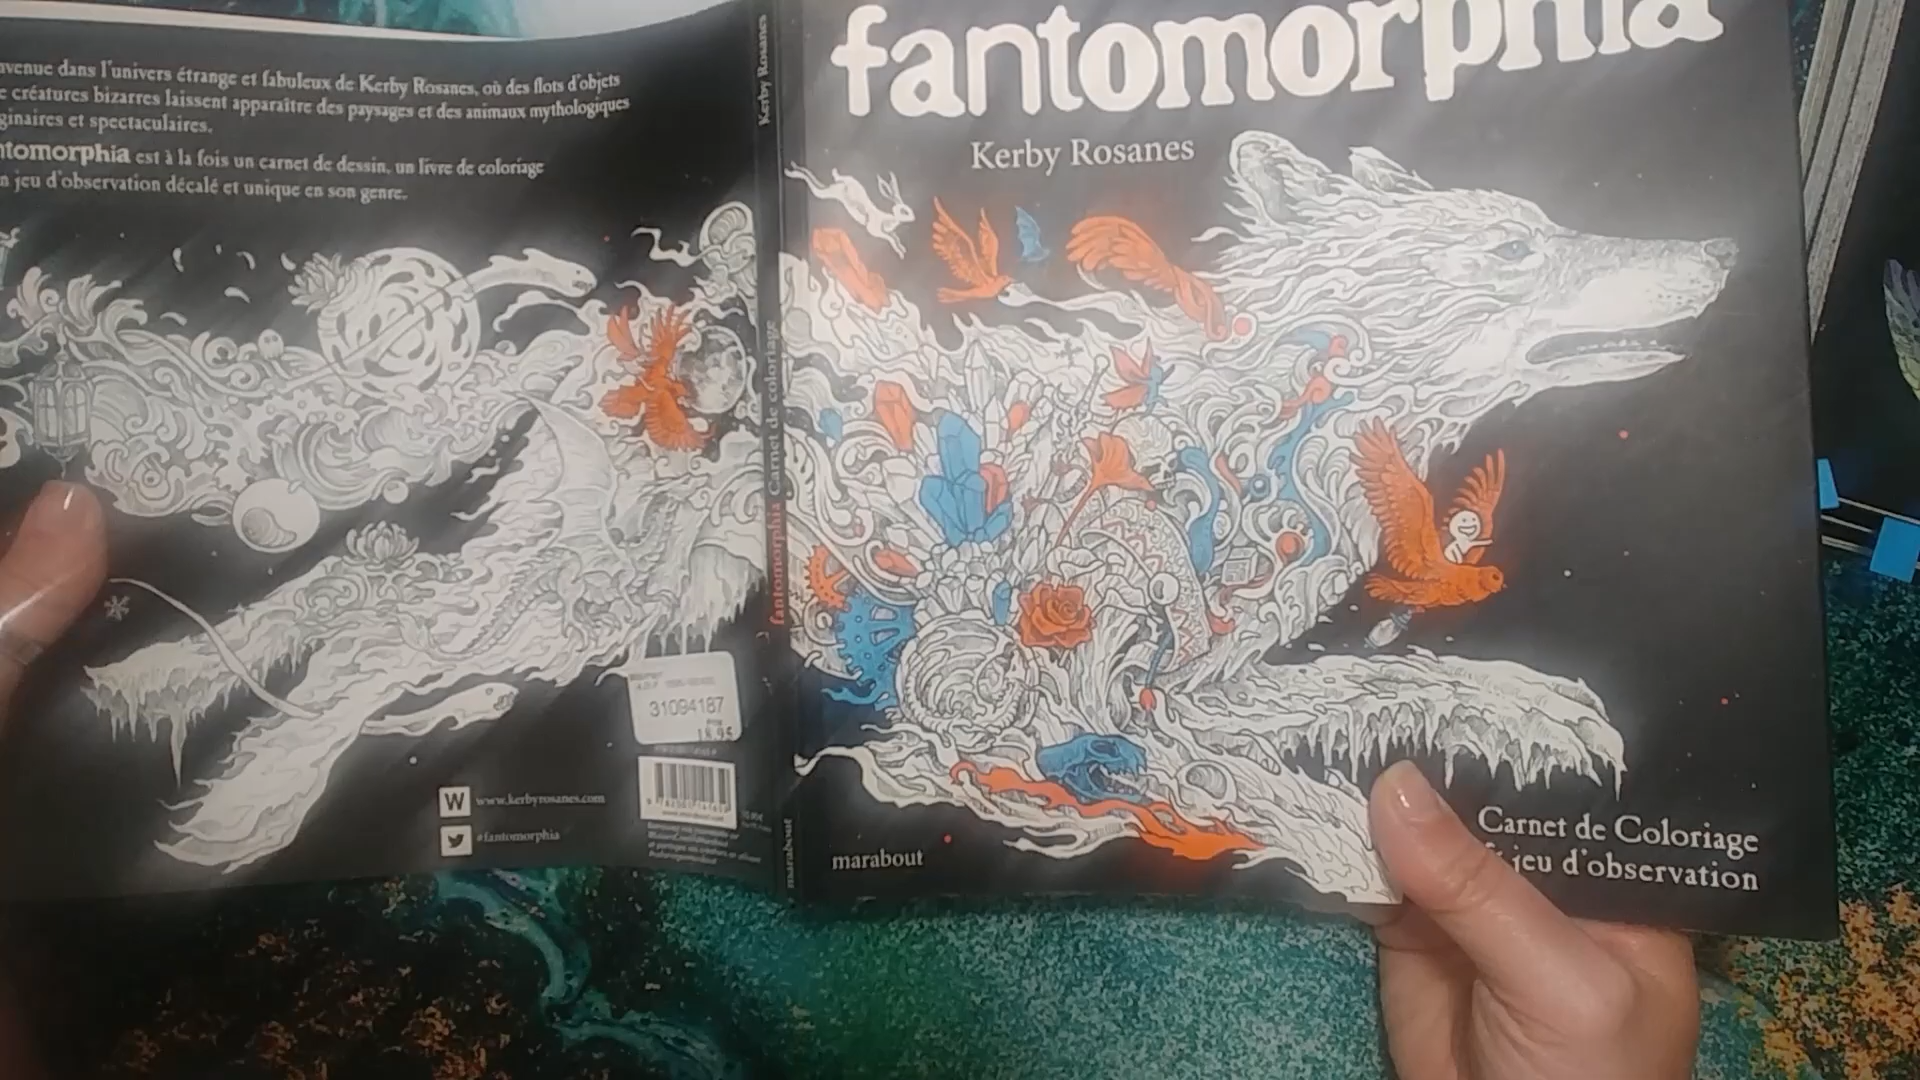 avenue dans l'univers étrange et fabuleux de Kerby Rosanes, où des flots d'objets
e créatures bizarres laissent apparaître des paysages et des animaux mythologiques
ginaires et spectaculaires.
ntomorphia est à la fois un carnet de dessin, un livre de coloriage
n jeu d'observation décalé et unique en son genre.
31094187
18.95
W www.kerbyrosanes.com
#fantomorphia
Kerby Rosanes
fantomorphia Carnet de coloriage
marabout
fantomorphia
Kerby Rosanes
marabout
Carnet de Coloriage
& jeu d'observation